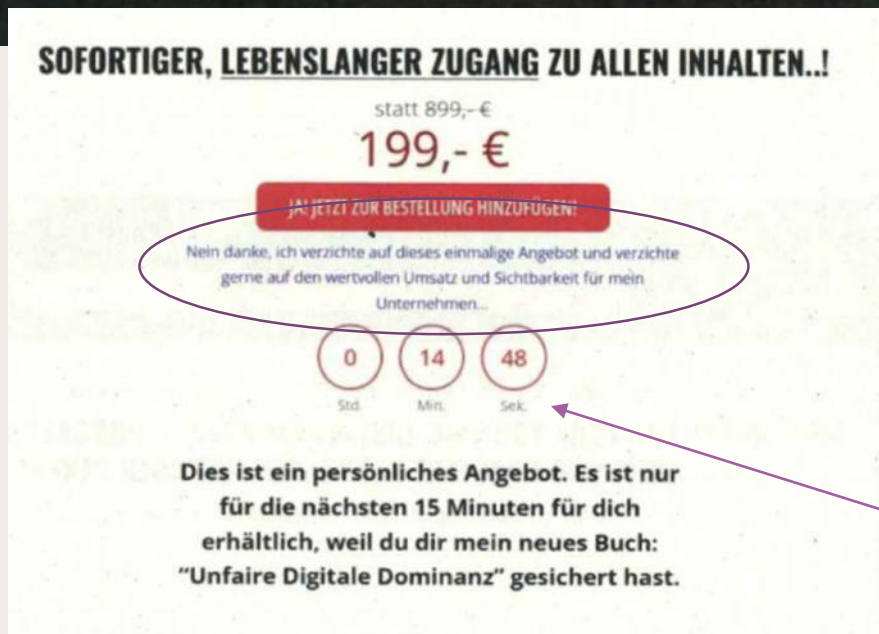 SOFORTIGER, LEBENSLANGER ZUGANG ZU ALLEN INHALTEN..!
statt 899,- €
199,- €
JA! JETZT ZUR BESTELLUNG HINZUFÜGEN!
Nein danke, ich verzichte auf dieses einmalige Angebot und verzichte
gerne auf den wertvollen Umsatz und Sichtbarkeit für mein
Unternehmen...
0 14 48
Std. Min. Sek.
Dies ist ein persönliches Angebot. Es ist nur
für die nächsten 15 Minuten für dich
erhältlich, weil du dir mein neues Buch:
“Unfaire Digitale Dominanz” gesichert hast.